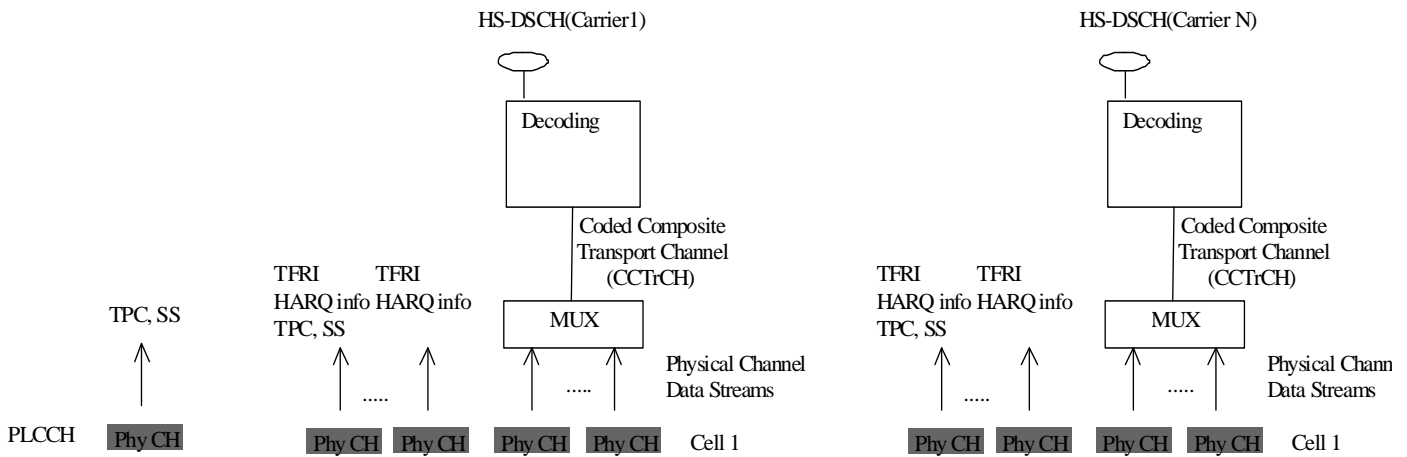 HS-DSCH(Carrier1)
HS-DSCH(Carrier N)
Decoding
Decoding
Coded Composite
Transport Channel
(CCTrCH)
Coded Composite
Transport Channel
(CCTrCH)
TFRI
HARQ info
TPC, SS
TFRI
HARQ info
TFRI
HARQ info
TPC, SS
TFRI
HARQ info
TPC, SS
MUX
MUX
Physical Channel
Data Streams
Physical Chann
Data Streams
.....
.....
.....
.....
PLCCH
Phy CH
Phy CH
Phy CH
Phy CH
Phy CH
Cell 1
Phy CH
Phy CH
Phy CH
Phy CH
Cell 1